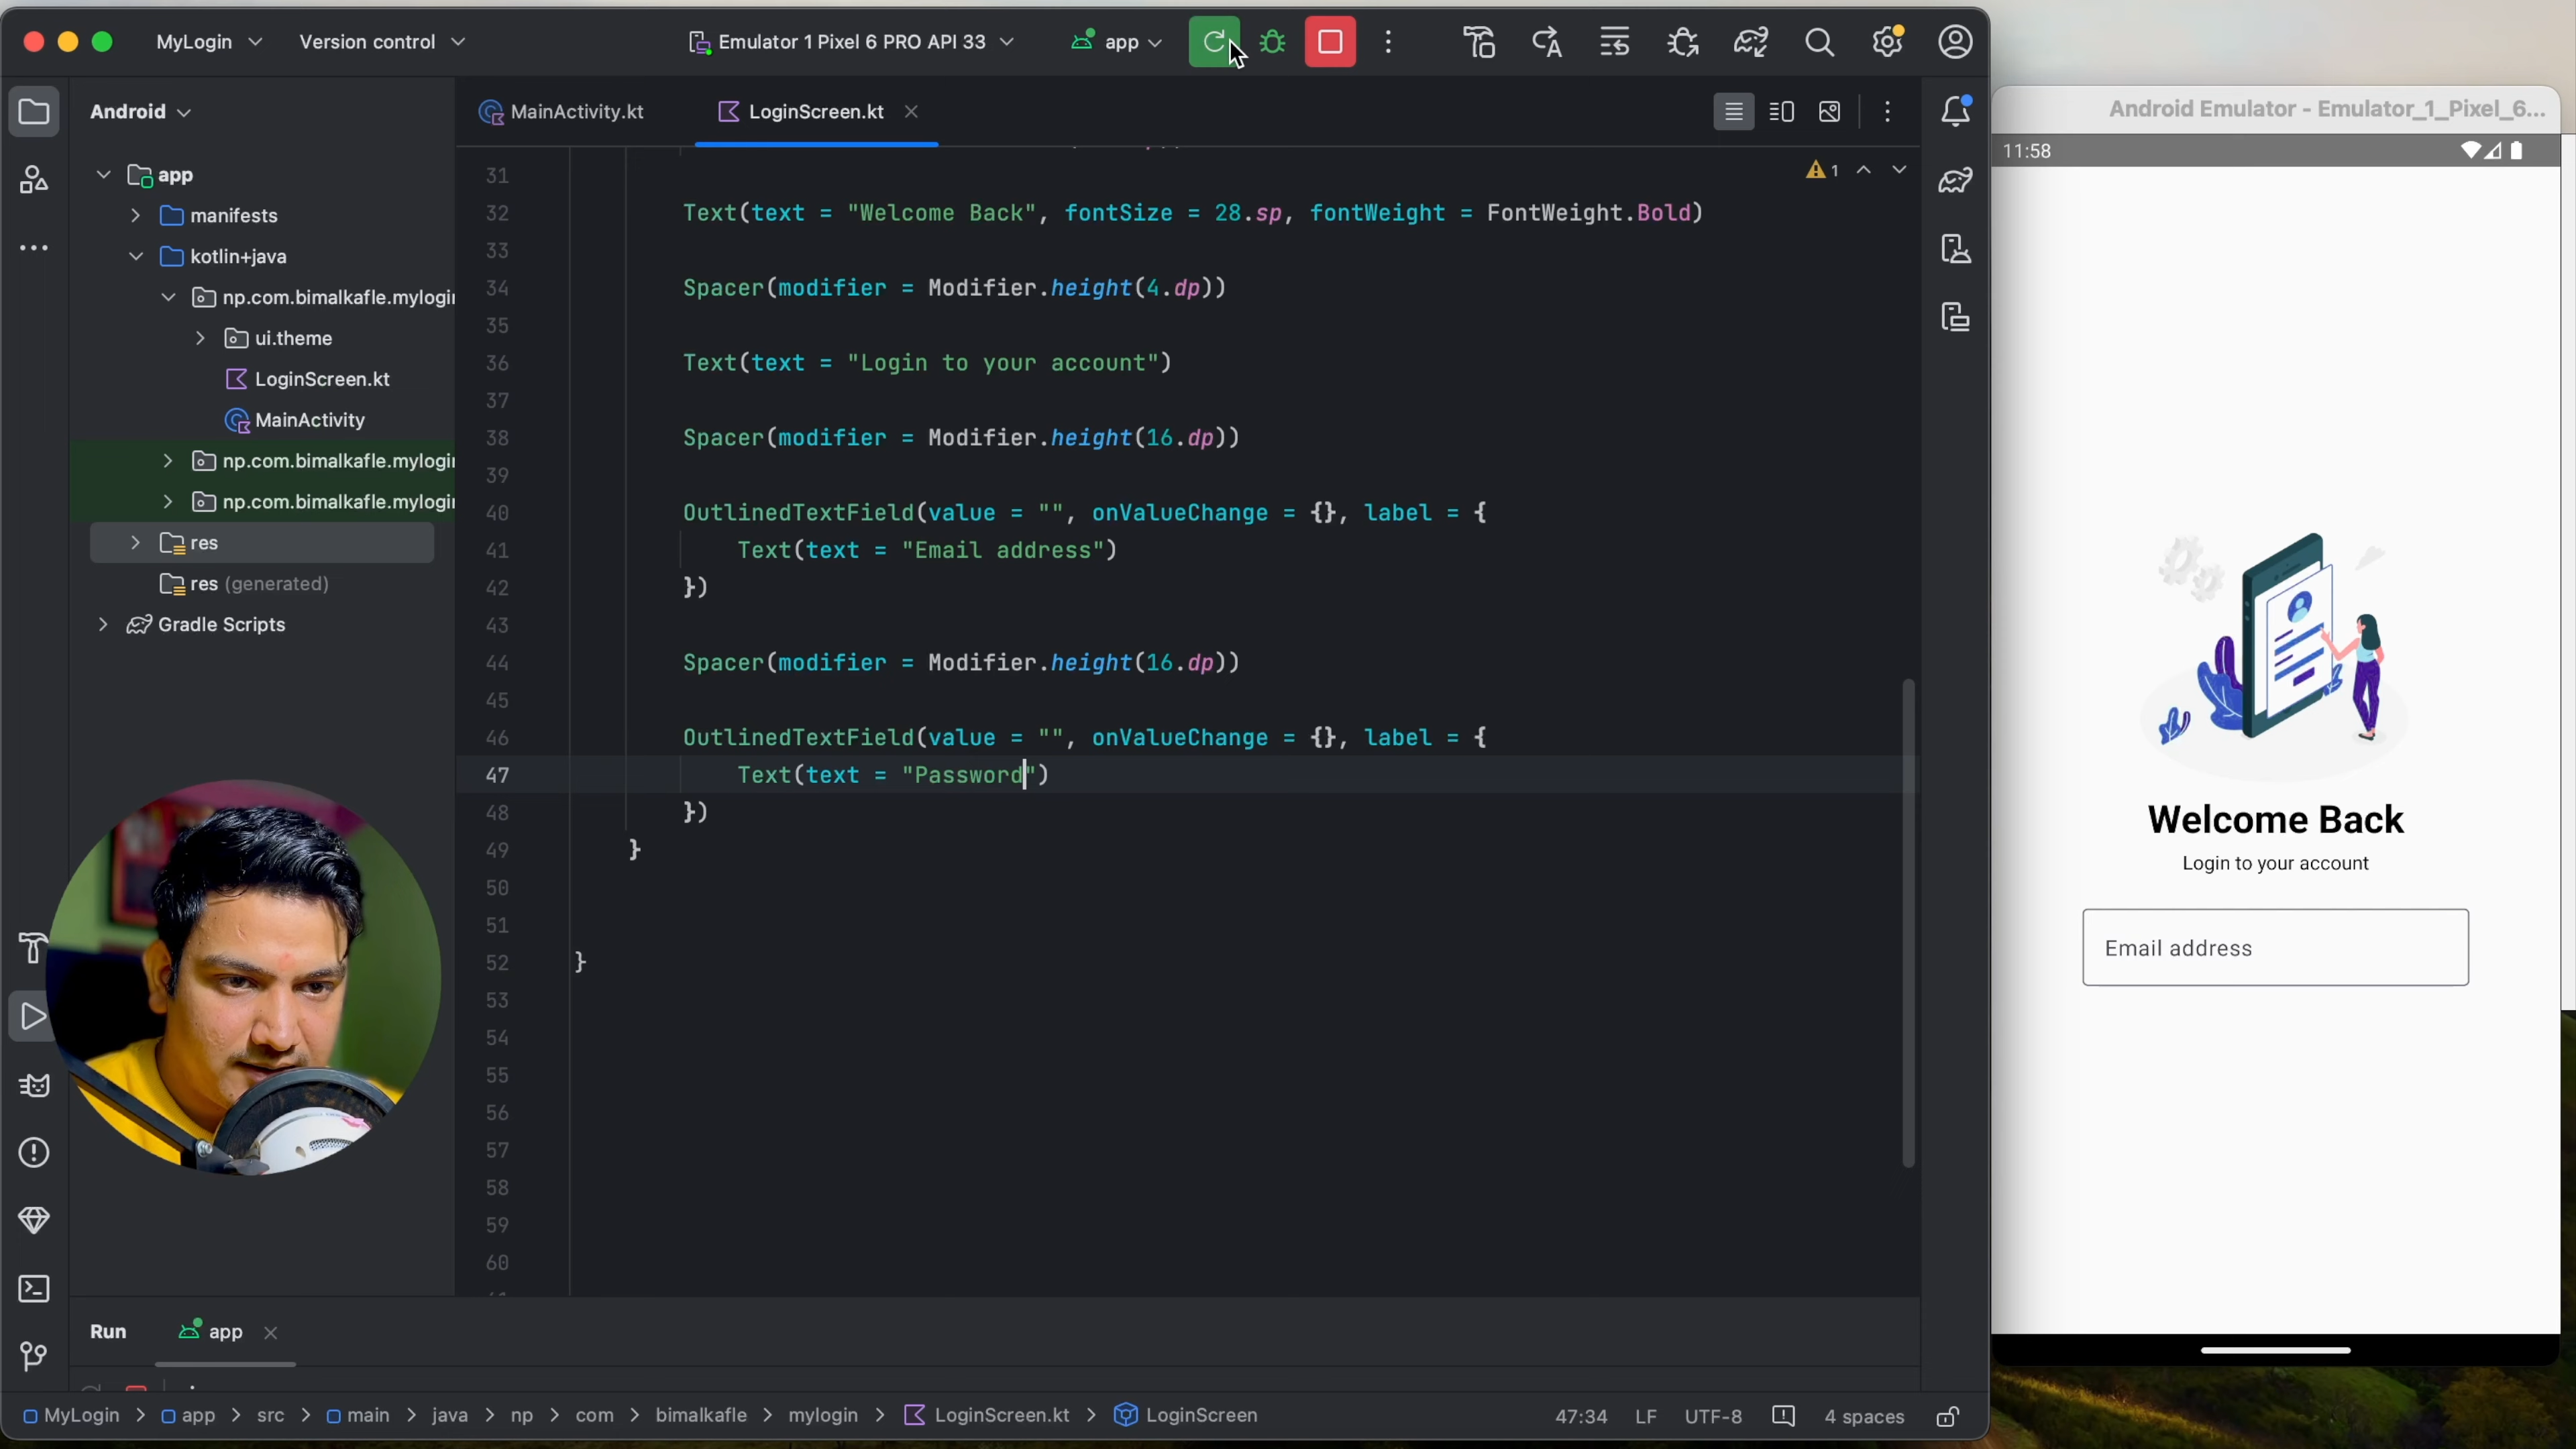 MyLogin
Version control
Emulator 1 Pixel 6 PRO API 33
app
Android
MainActivity.kt
LoginScreen.kt
Android Emulator - Emulator_1_Pixel_6...
11:58
app
manifests
kotlin+java
np.com.bimalkafle.mylogin
ui.theme
LoginScreen.kt
MainActivity
np.com.bimalkafle.mylogin
np.com.bimalkafle.mylogin
res
res (generated)
Gradle Scripts
1
31
32 Text(text = "Welcome Back", fontSize = 28.sp, fontWeight = FontWeight.Bold)
33
34 Spacer(modifier = Modifier.height(4.dp))
35
36 Text(text = "Login to your account")
37
38 Spacer(modifier = Modifier.height(16.dp))
39
40 OutlinedTextField(value = "", onValueChange = {}, label = {
41 Text(text = "Email address")
42 })
43
44 Spacer(modifier = Modifier.height(16.dp))
45
46 OutlinedTextField(value = "", onValueChange = {}, label = {
47 Text(text = "Password")
48 })
49 }
50
51
52 }
53
54
55
56
57
58
59
60
Welcome Back
Login to your account
Email address
Run
app
MyLogin > app > src > main > java > np > com > bimalkafle > mylogin > LoginScreen.kt > LoginScreen
47:34 LF UTF-8 4 spaces